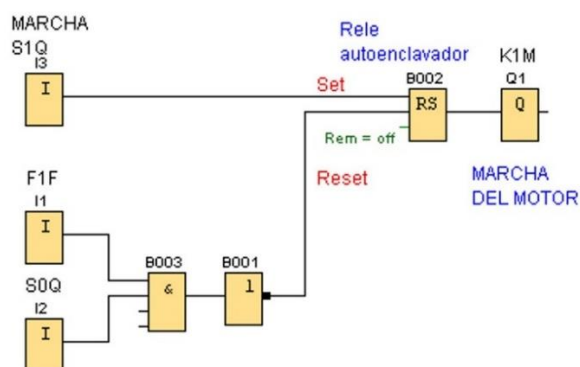 MARCHA
S1Q
I3
I
Set
Rele
autoenclavador
B002
RS
Rem = off
K1M
Q1
Q
Reset
MARCHA
DEL MOTOR
F1F
I1
I
B003
&
B001
1
S0Q
I2
I